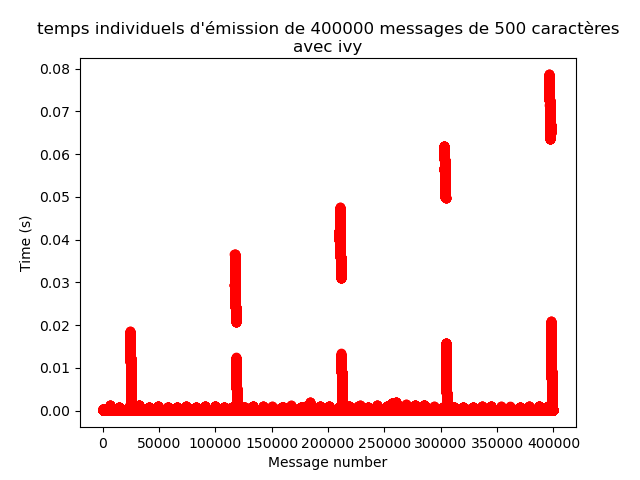 temps individuels d'émission de 400000 messages de 500 caractères
avec ivy
0.08
0.07
0.06
0.05
0.04
0.03
0.02
0.01
0.00
Time (s)
0 50000 100000 150000 200000 250000 300000 350000 400000
Message number